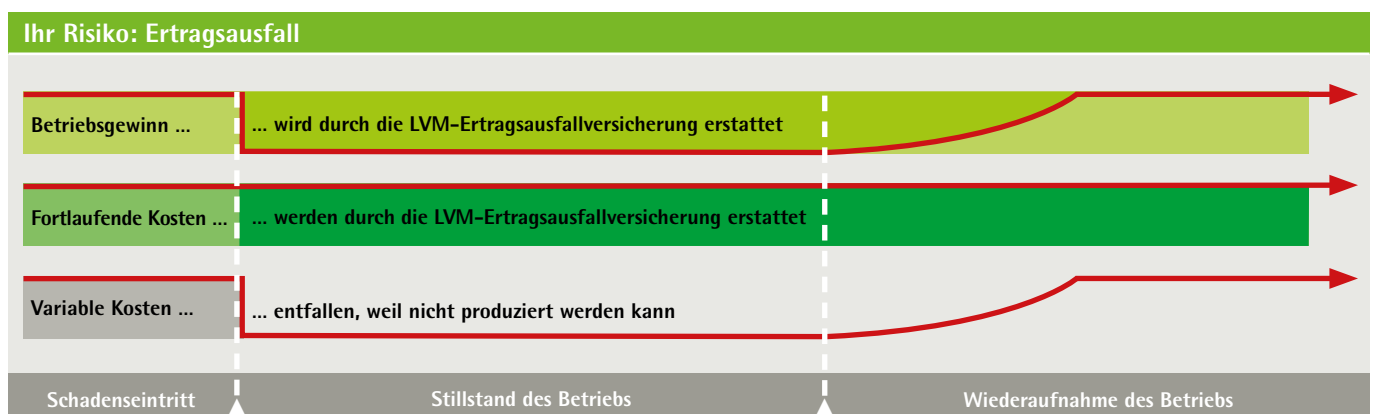 Ihr Risiko: Ertragsausfall
Betriebsgewinn ...
... wird durch die LVM-Ertragsausfallversicherung erstattet
Fortlaufende Kosten ...
... werden durch die LVM-Ertragsausfallversicherung erstattet
Variable Kosten ...
... entfallen, weil nicht produziert werden kann
Schadenseintritt
Stillstand des Betriebs
Wiederaufnahme des Betriebs